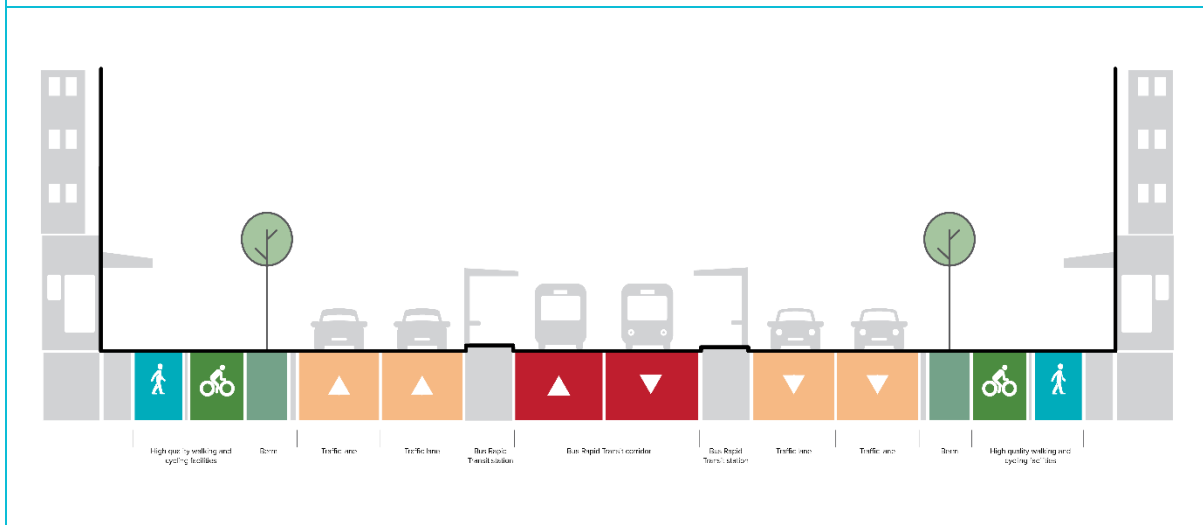 High quality walking and
cycling facilities
Berm
Traffic lane
Traffic lane
Bus Rapid
Transit station
Bus Rapid Transit corridor
Bus Rapid
Transit station
Traffic lane
Traffic lane
Berm
High quality walking and
cycling facilities